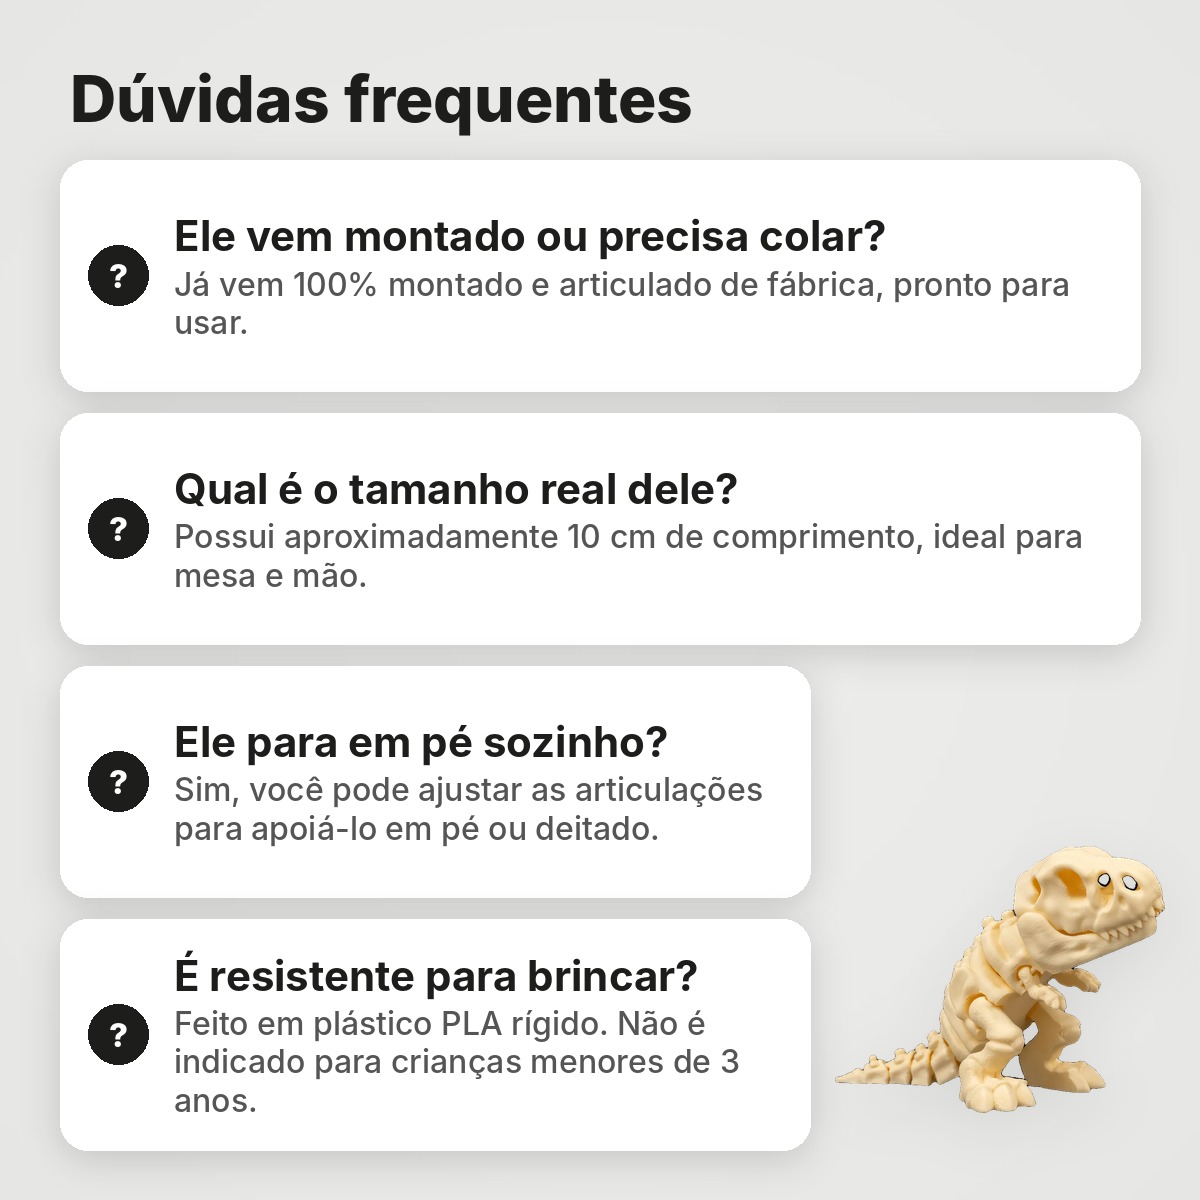 Dúvidas frequentes
?
Ele vem montado ou precisa colar?
Já vem 100% montado e articulado de fábrica, pronto para
usar.
?
Qual é o tamanho real dele?
Possui aproximadamente 10 cm de comprimento, ideal para
mesa e mão.
?
Ele para em pé sozinho?
Sim, você pode ajustar as articulações
para apoiá-lo em pé ou deitado.
?
É resistente para brincar?
Feito em plástico PLA rígido. Não é
indicado para crianças menores de 3
anos.